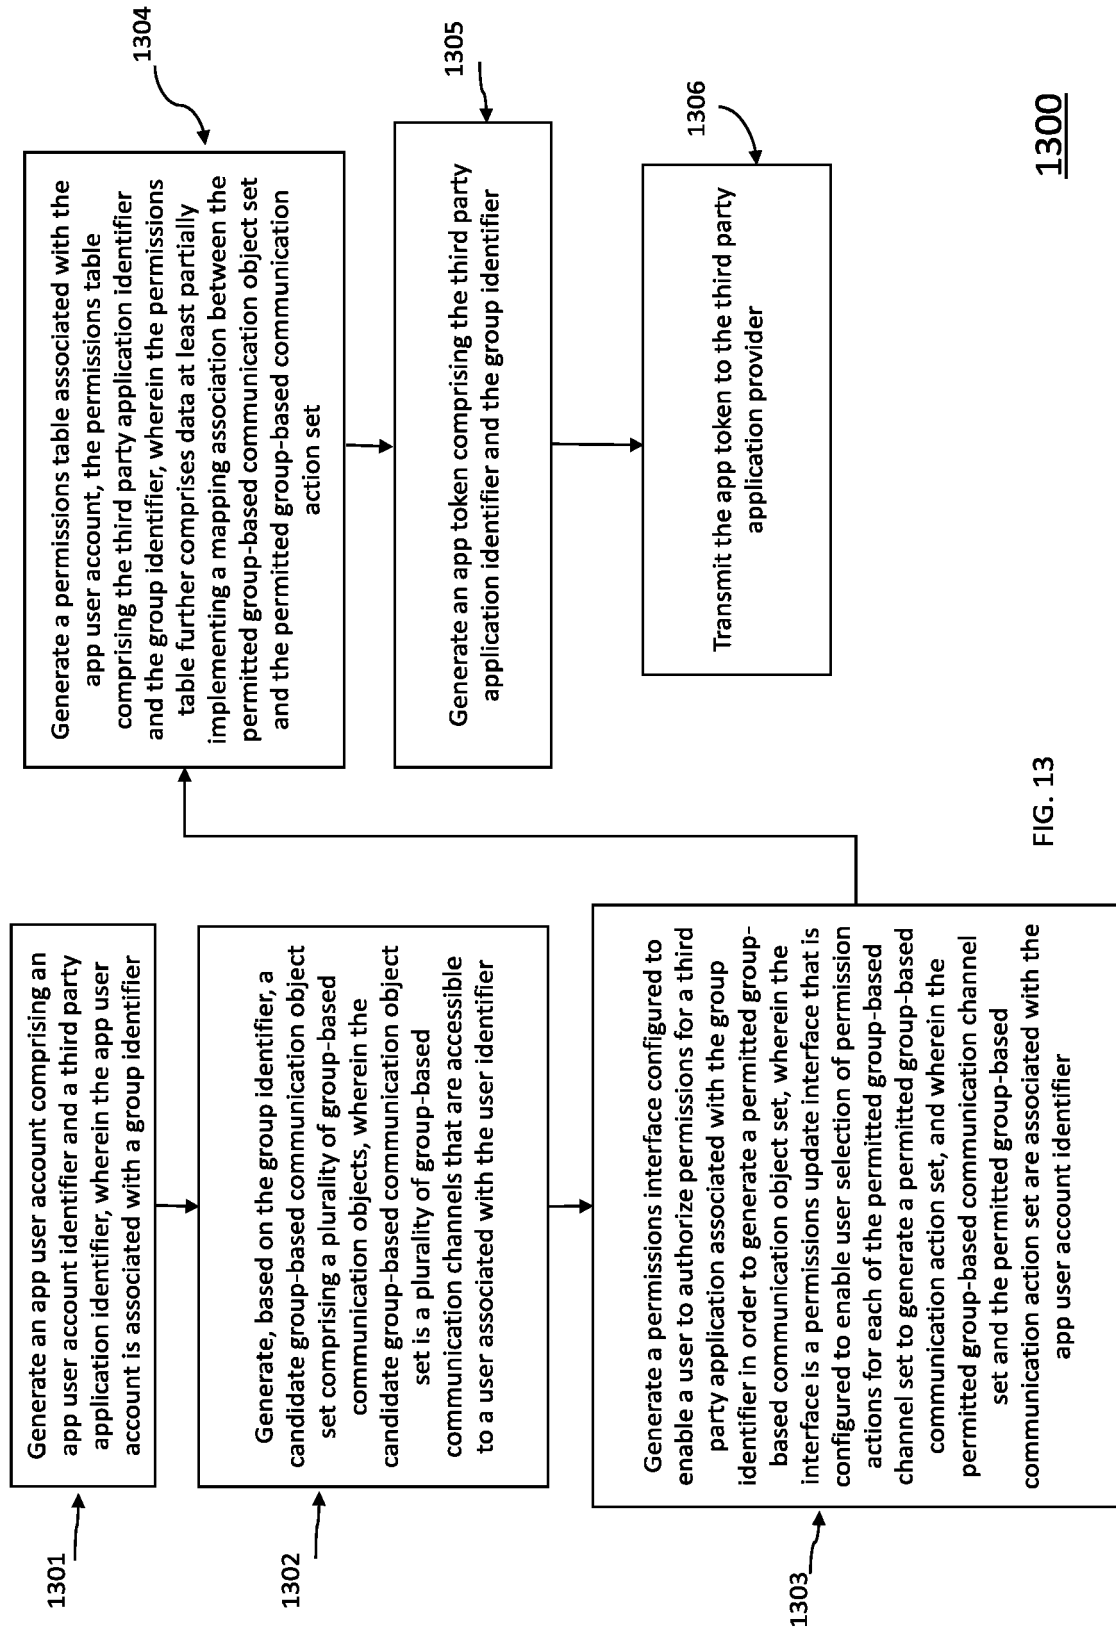 1301
Generate an app user account comprising an
app user account identifier and a third party
application identifier, wherein the app user
account is associated with a group identifier
1302
Generate, based on the group identifier, a
candidate group-based communication object
set comprising a plurality of group-based
communication objects, wherein the
candidate group-based communication object
set is a plurality of group-based
communication channels that are accessible
to a user associated with the user identifier
1303
Generate a permissions interface configured to
enable a user to authorize permissions for a third
party application associated with the group
identifier in order to generate a permitted group-
based communication object set, wherein the
interface is a permissions update interface that is
configured to enable user selection of permission
actions for each of the permitted group-based
channel set to generate a permitted group-based
communication action set, and wherein the
permitted group-based communication channel
set and the permitted group-based
communication action set are associated with the
app user account identifier
1304
Generate a permissions table associated with the
app user account, the permissions table
comprising the third party application identifier
and the group identifier, wherein the permissions
table further comprises data at least partially
implementing a mapping association between the
permitted group-based communication object set
and the permitted group-based communication
action set
1305
Generate an app token comprising the third party
application identifier and the group identifier
1306
Transmit the app token to the third party
application provider
FIG. 13
1300